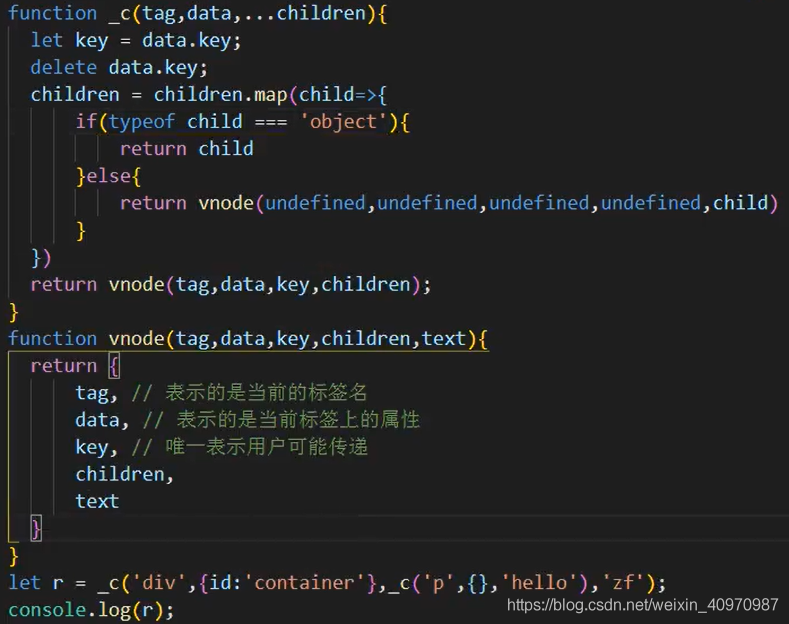 function _c(tag,data,...children){
let key = data.key;
delete data.key;
children = children.map(child=>{
if(typeof child === 'object'){
return child
}else{
return vnode(undefined,undefined,undefined,undefined,child)
}
})
return vnode(tag,data,key,children);
}
function vnode(tag,data,key,children,text){
return {
tag, // 表示的是当前的标签名
data, // 表示的是当前标签上的属性
key, // 唯一表示用户可能传递
children,
text
}
}
let r = _c('div',{id:'container'},_c('p',{},'hello'),'zf');
console.log(r);
https://blog.csdn.net/weixin_40970987